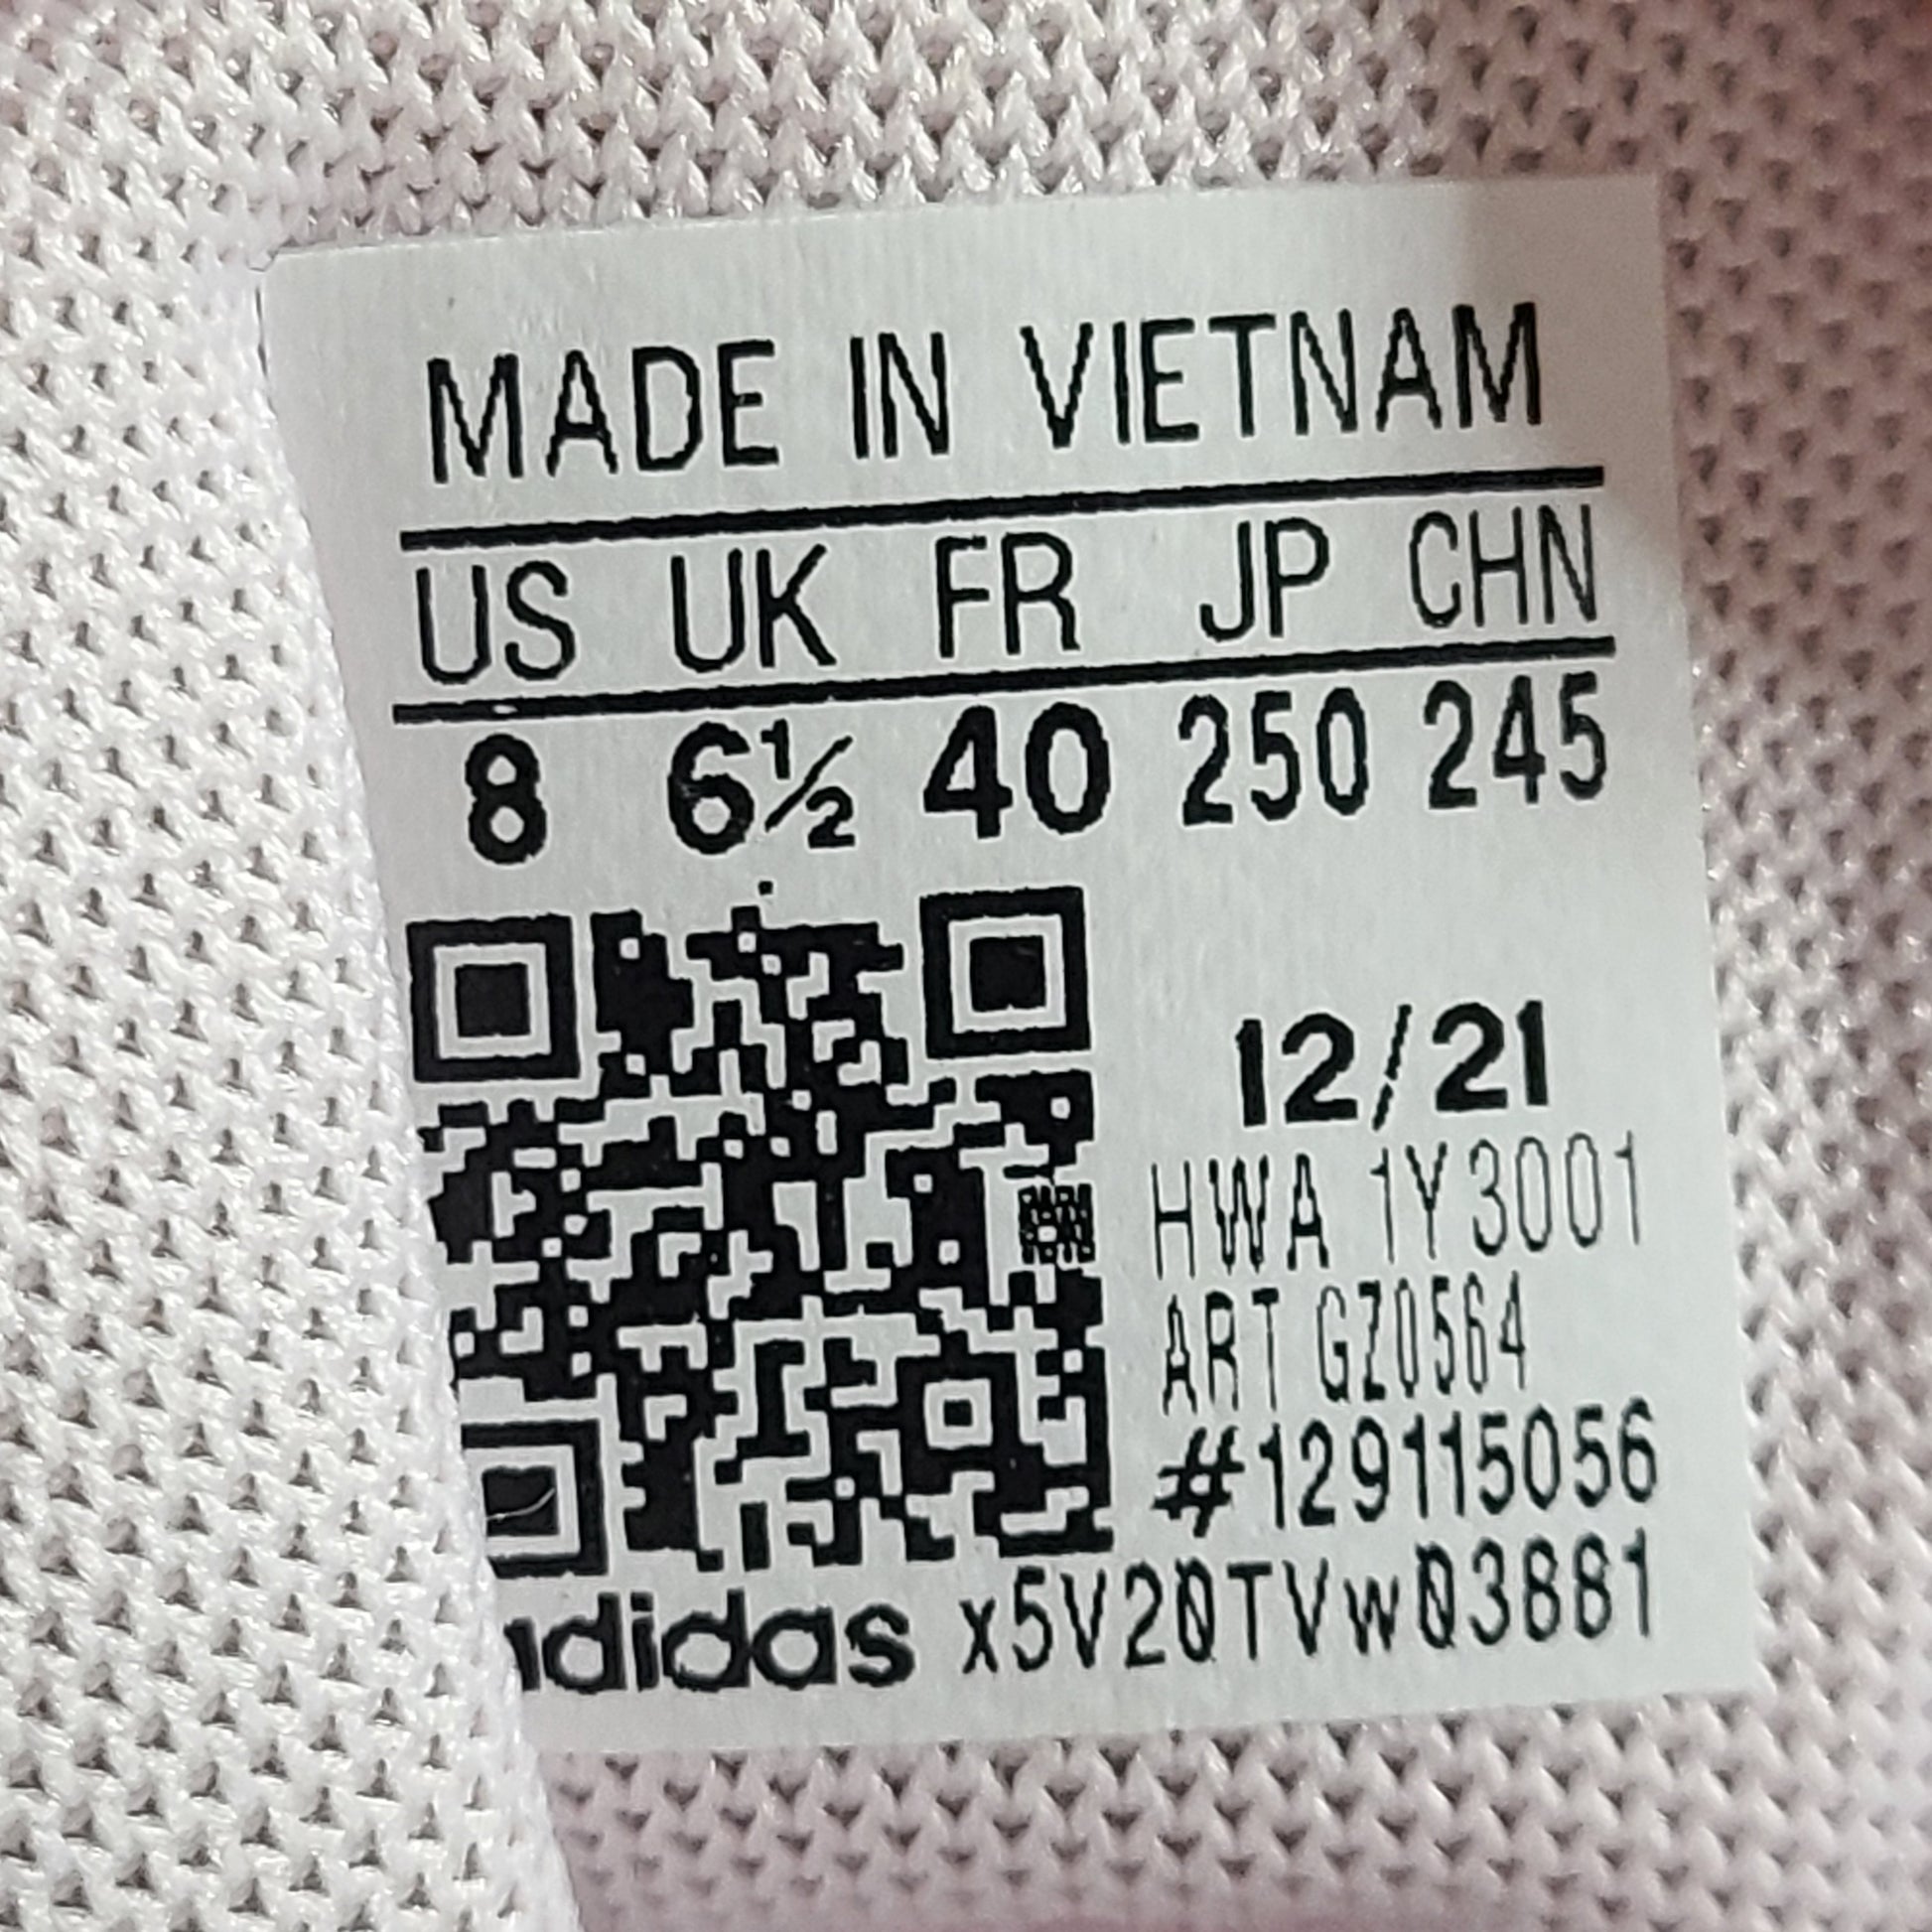 MADE IN VIETNAM
US UK FR JP CHN
8 6½ 40 250 245
12/21
HWA 1Y3001
ART GZ0564
#129115056
adidas x5V20TVw03881